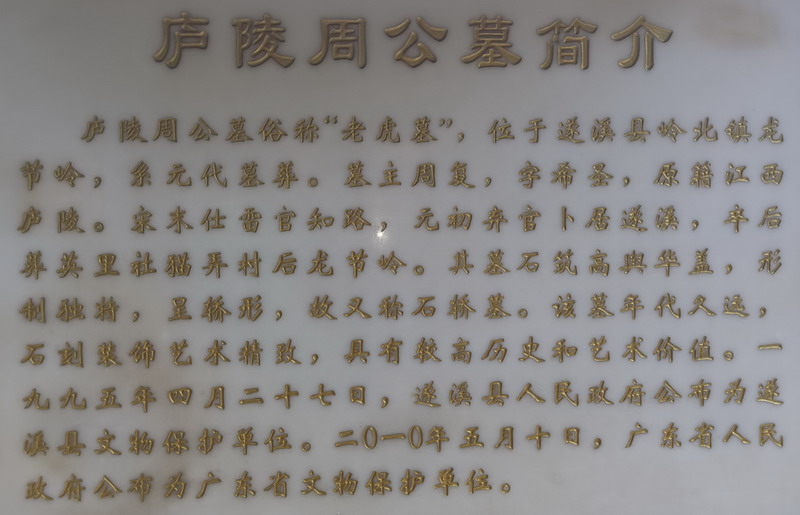 庐陵周公墓简介
庐陵周公墓俗称“老虎墓”，位于遂溪县岭北镇龙
节岭，系元代墓葬。墓主周复，字希圣，原籍江西
庐陵。宋末仕雷官知路，元初弃官卜居遂溪，卒后
葬英里社猫开村后龙节岭。其墓石筑高舆华盖，形
制独特，呈轿形，故又称石轿墓。该墓年代久远，
石刻装饰艺术精致，具有较高历史和艺术价值。一
九九五年四月二十七日，遂溪县人民政府公布为遂
溪县文物保护单位。二0一0年五月十日，广东省人民
政府公布为广东省文物保护单位。